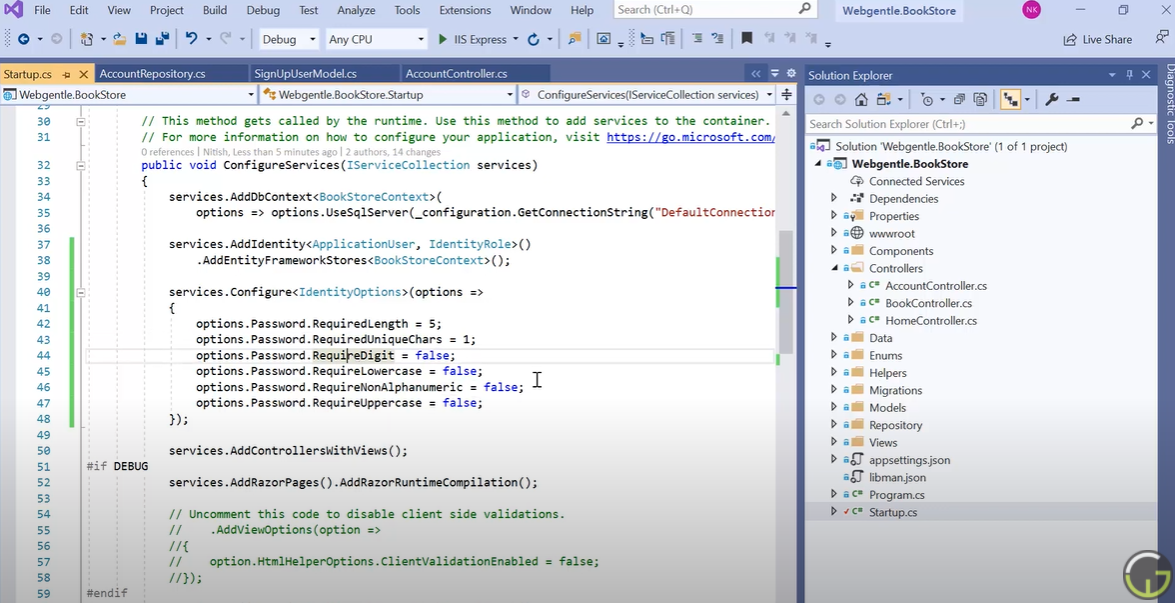 File Edit View Project Build Debug Test Analyze Tools Extensions Window Help Search (Ctrl+Q) Webgentle.BookStore NK
Debug Any CPU IIS Express Live Share
Startup.cs AccountRepository.cs SignUpUserModel.cs AccountController.cs
Webgentle.BookStore Webgentle.BookStore.Startup ConfigureServices(IServiceCollection services)
29
30 // This method gets called by the runtime. Use this method to add services to the container.
31 // For more information on how to configure your application, visit https://go.microsoft.com/
0 references | Nitish, Less than 5 minutes ago | 2 authors, 14 changes
32 public void ConfigureServices(IServiceCollection services)
33 {
34 services.AddDbContext<BookStoreContext>(
35 options => options.UseSqlServer(_configuration.GetConnectionString("DefaultConnection
36
37 services.AddIdentity<ApplicationUser, IdentityRole>()
38 .AddEntityFrameworkStores<BookStoreContext>();
39
40 services.Configure<IdentityOptions>(options =>
41 {
42 options.Password.RequiredLength = 5;
43 options.Password.RequiredUniqueChars = 1;
44 options.Password.RequireDigit = false;
45 options.Password.RequireLowercase = false;
46 options.Password.RequireNonAlphanumeric = false;
47 options.Password.RequireUppercase = false;
48 });
49
50 services.AddControllersWithViews();
51 #if DEBUG
52 services.AddRazorPages().AddRazorRuntimeCompilation();
53
54 // Uncomment this code to disable client side validations.
55 // .AddViewOptions(option =>
56 //{
57 // option.HtmlHelperOptions.ClientValidationEnabled = false;
58 //});
59 #endif
Solution Explorer
Search Solution Explorer (Ctrl+;)
Solution 'Webgentle.BookStore' (1 of 1 project)
Webgentle.BookStore
Connected Services
Dependencies
Properties
wwwroot
Components
Controllers
AccountController.cs
BookController.cs
HomeController.cs
Data
Enums
Helpers
Migrations
Models
Repository
Views
appsettings.json
libman.json
Program.cs
Startup.cs
Diagnostic Tools